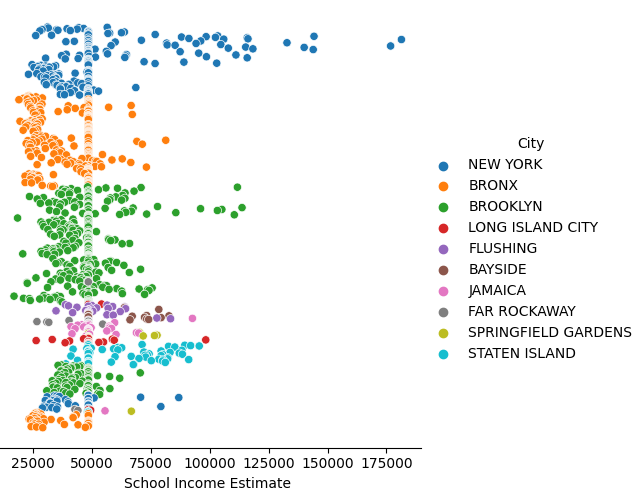 City
NEW YORK
BRONX
BROOKLYN
LONG ISLAND CITY
FLUSHING
BAYSIDE
JAMAICA
FAR ROCKAWAY
SPRINGFIELD GARDENS
STATEN ISLAND
25000 50000 75000 100000 125000 150000 175000
School Income Estimate